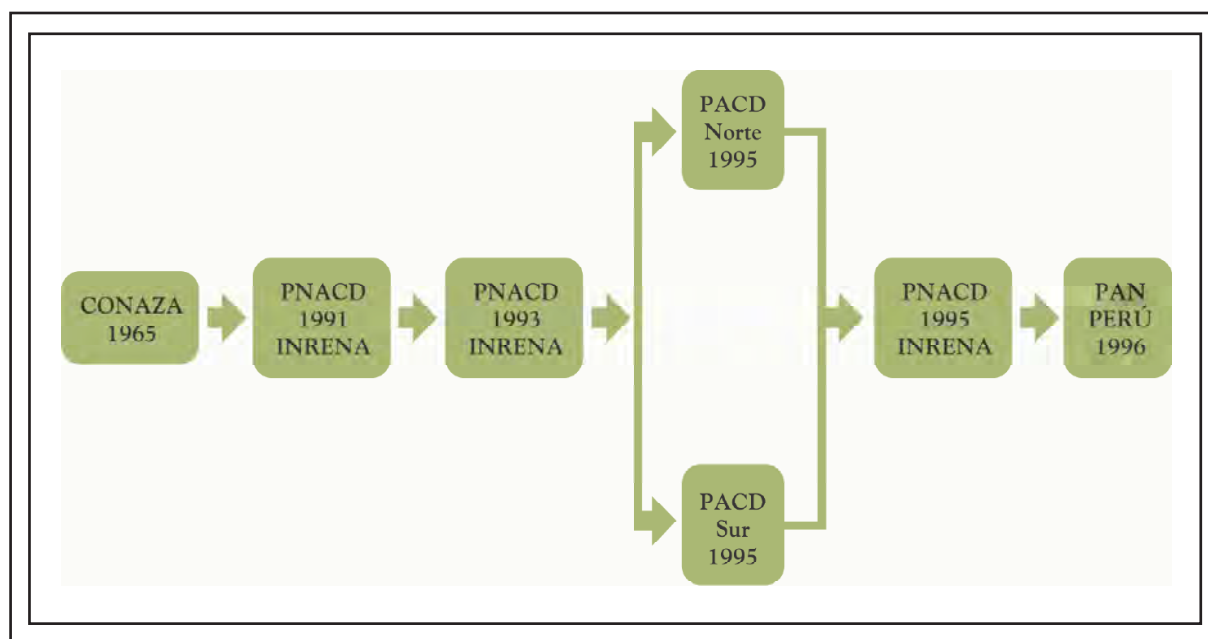 CONAZA
1965
PNACD
1991
INRENA
PNACD
1993
INRENA
PACD
Norte
1995
PACD
Sur
1995
PNACD
1995
INRENA
PAN
PERÚ
1996